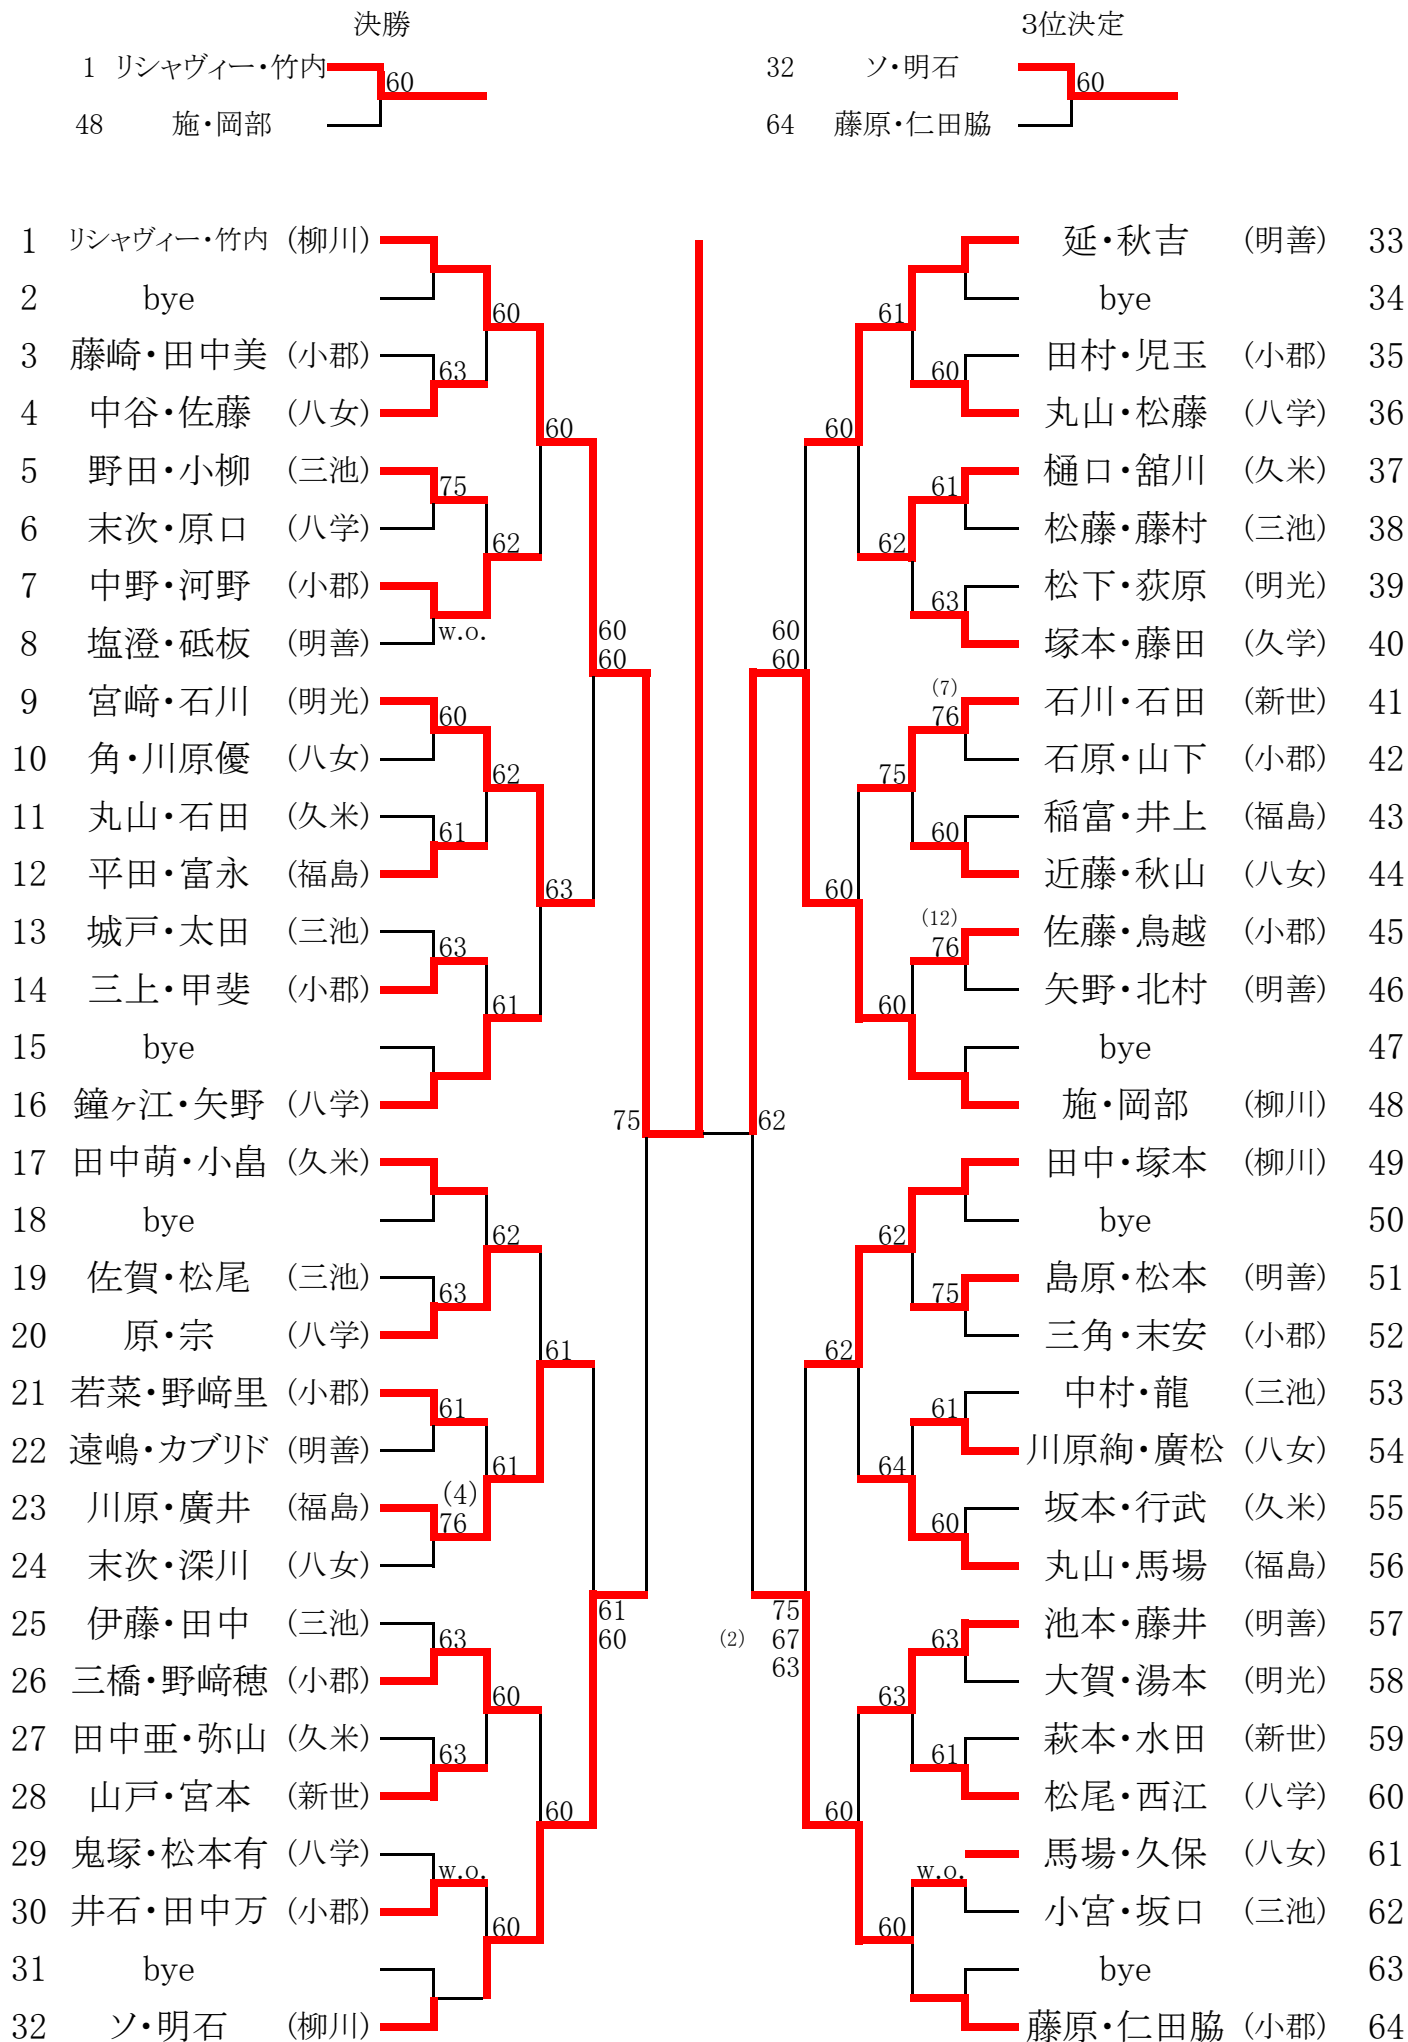 決勝 3位決定
1 リシャヴィー・竹内 60 32 ソ・明石 60
48 施・岡部 64 藤原・仁田脇
1 リシャヴィー・竹内 (柳川) 延・秋吉 (明善) 33
2 bye bye 34
60 61
3 藤崎・田中美 (小郡) 田村・児玉 (小郡) 35
63 60
4 中谷・佐藤 (八女) 丸山・松藤 (八学) 36
60 60
5 野田・小柳 (三池) 樋口・舘川 (久米) 37
75 61
6 末次・原口 (八学) 松藤・藤村 (三池) 38
62 62
7 中野・河野 (小郡) 松下・荻原 (明光) 39
63
8 塩澄・砥板 (明善) w.o. 60 60 塚本・藤田 (久学) 40
60 60
9 宮﨑・石川 (明光) (7) 石川・石田 (新世) 41
60 76
10 角・川原優 (八女) 石原・山下 (小郡) 42
62 75
11 丸山・石田 (久米) 稲富・井上 (福島) 43
61 60
12 平田・富永 (福島) 近藤・秋山 (八女) 44
63 60
13 城戸・太田 (三池) (12) 佐藤・鳥越 (小郡) 45
63 76
14 三上・甲斐 (小郡) 矢野・北村 (明善) 46
61 60
15 bye bye 47
16 鐘ヶ江・矢野 (八学) 施・岡部 (柳川) 48
75 62
17 田中萌・小畠 (久米) 田中・塚本 (柳川) 49
18 bye bye 50
62 62
19 佐賀・松尾 (三池) 島原・松本 (明善) 51
63 75
20 原・宗 (八学) 三角・末安 (小郡) 52
61 62
21 若菜・野﨑里 (小郡) 中村・龍 (三池) 53
61 61
22 遠嶋・カブリド (明善) 川原絢・廣松 (八女) 54
61 64
23 川原・廣井 (福島) (4) 坂本・行武 (久米) 55
76 60
24 末次・深川 (八女) 丸山・馬場 (福島) 56
25 伊藤・田中 (三池) 61 75 池本・藤井 (明善) 57
63 60 (2) 67 63
26 三橋・野﨑穂 (小郡) 63 大賀・湯本 (明光) 58
60 63
27 田中亜・弥山 (久米) 萩本・水田 (新世) 59
63 61
28 山戸・宮本 (新世) 松尾・西江 (八学) 60
60 60
29 鬼塚・松本有 (八学) 馬場・久保 (八女) 61
w.o. w.o.
30 井石・田中万 (小郡) 小宮・坂口 (三池) 62
60 60
31 bye bye 63
32 ソ・明石 (柳川) 藤原・仁田脇 (小郡) 64